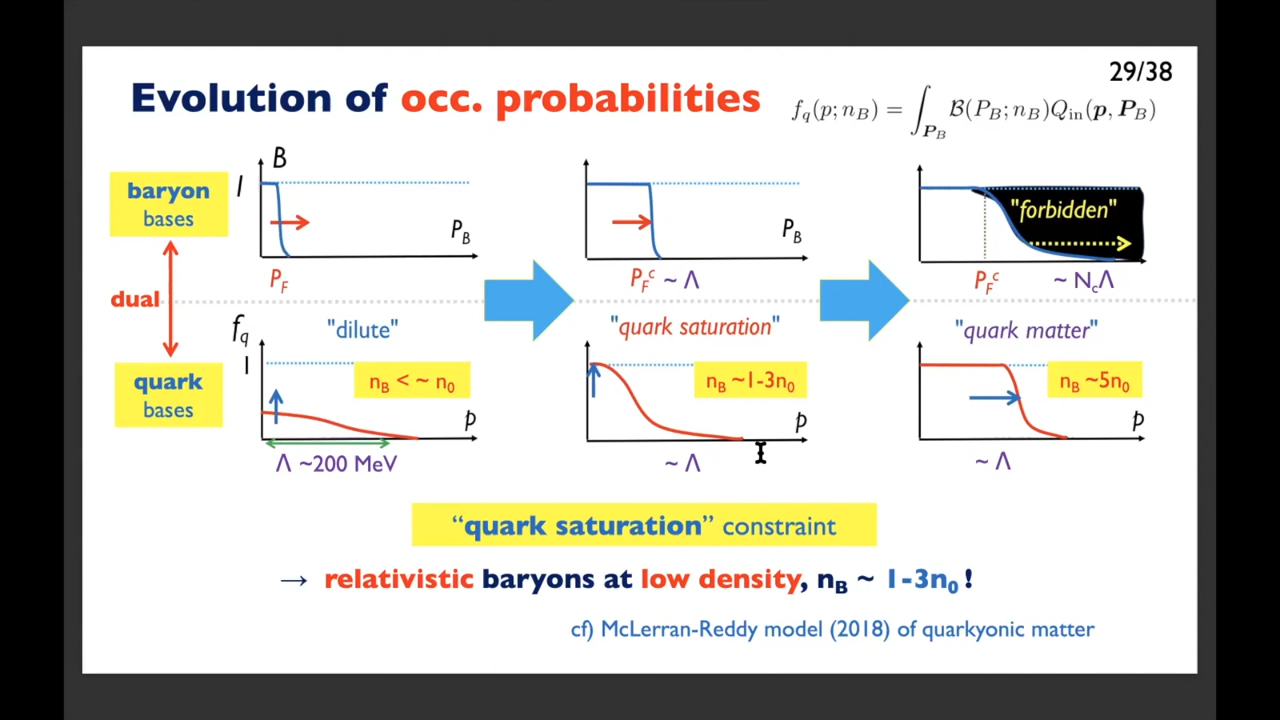 29/38
Evolution of occ. probabilities
f_q(p; n_B) = ∫_{P_B} B(P_B; n_B) Q_in(p, P_B)
baryon
bases
dual
quark
bases
B
1
P_B
P_F
P_B
P_F^c ~ Λ
"forbidden"
P_F^c
~ N_cΛ
f_q
1
"dilute"
n_B < ~ n_0
p
Λ ~200 MeV
"quark saturation"
n_B ~1-3n_0
p
~ Λ
"quark matter"
n_B ~5n_0
p
~ Λ
“quark saturation” constraint
→ relativistic baryons at low density, n_B ~ 1-3n_0 !
cf) McLerran-Reddy model (2018) of quarkyonic matter